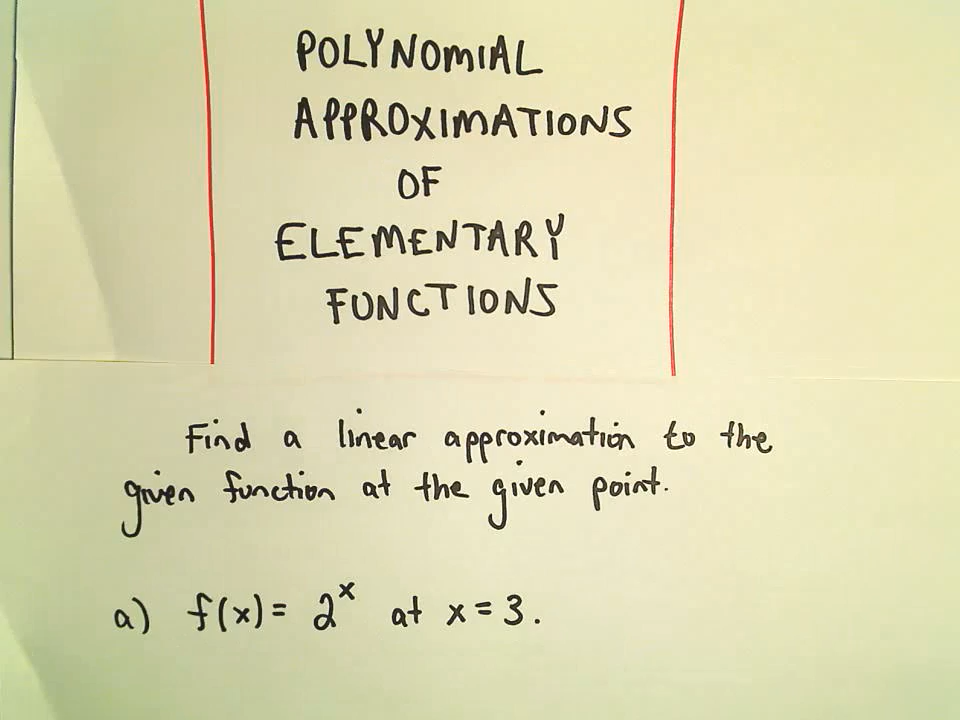 POLYNOMIAL
APPROXIMATIONS
OF
ELEMENTARY
FUNCTIONS
Find a linear approximation to the
given function at the given point.
a) f(x) = 2^x at x = 3.